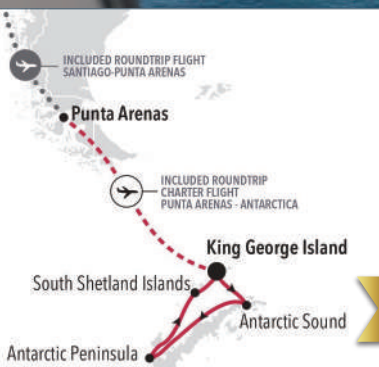 INCLUDED ROUNDTRIP FLIGHT
SANTIAGO-PUNTA ARENAS
Punta Arenas
INCLUDED ROUNDTRIP
CHARTER FLIGHT
PUNTA ARENAS - ANTARCTICA
King George Island
South Shetland Islands
Antarctic Sound
Antarctic Peninsula